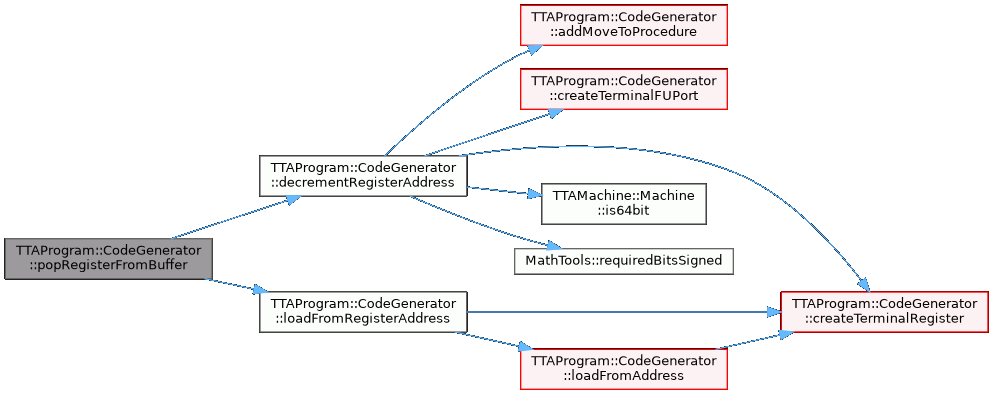 TTAProgram::CodeGenerator
::addMoveToProcedure
TTAProgram::CodeGenerator
::createTerminalFUPort
TTAProgram::CodeGenerator
::decrementRegisterAddress
TTAMachine::Machine
::is64bit
TTAProgram::CodeGenerator
::popRegisterFromBuffer
MathTools::requiredBitsSigned
TTAProgram::CodeGenerator
::loadFromRegisterAddress
TTAProgram::CodeGenerator
::createTerminalRegister
TTAProgram::CodeGenerator
::loadFromAddress